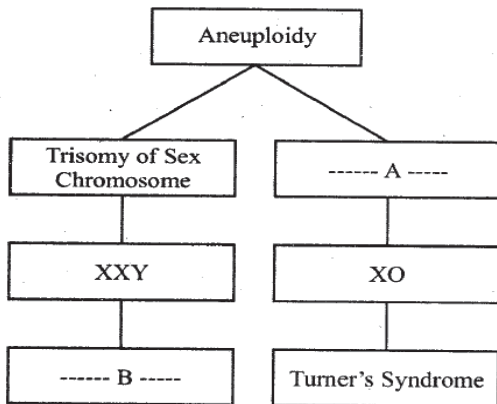 Aneuploidy
Trisomy of Sex
Chromosome
------ A -----
XXY
XO
------ B -----
Turner's Syndrome